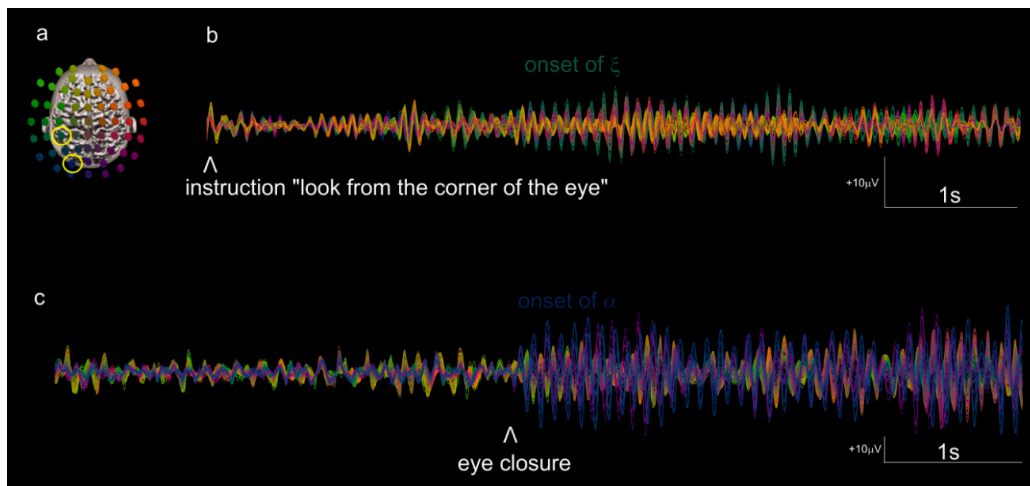 a
b
onset of ξ
instruction "look from the corner of the eye"
+10μV
1s
c
onset of α
eye closure
+10μV
1s